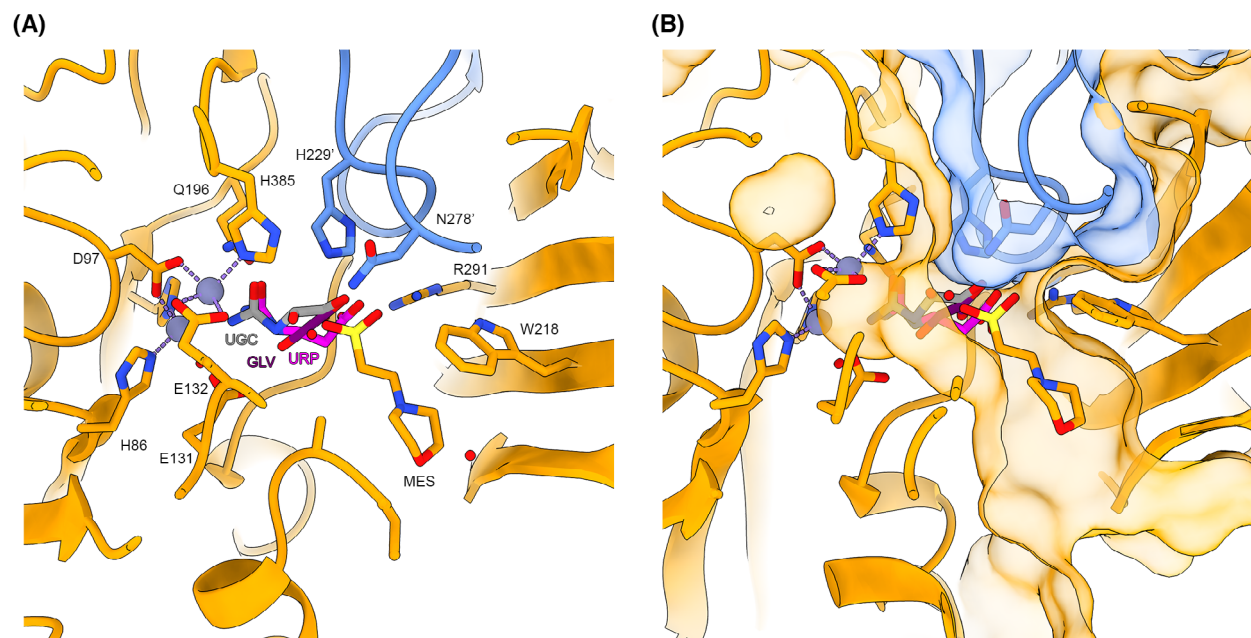 (A)
(B)
H229'
Q196
H385
N278'
D97
R291
UGC
W218
GLV
URP
E132
H86
E131
MES